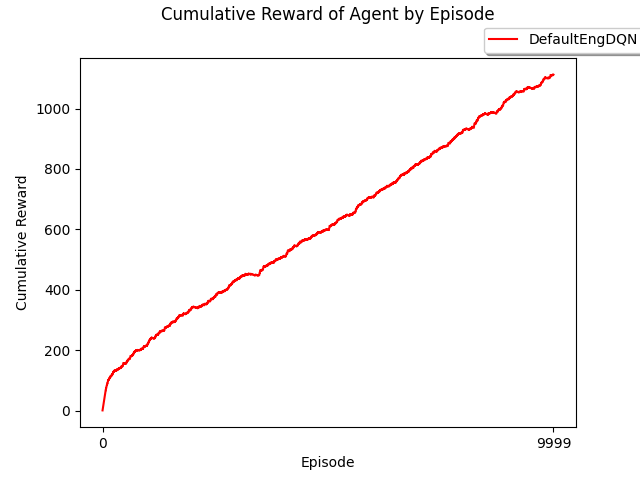 Cumulative Reward of Agent by Episode
DefaultEngDQN
1000
800
600
400
200
0
Cumulative Reward
0 9999
Episode